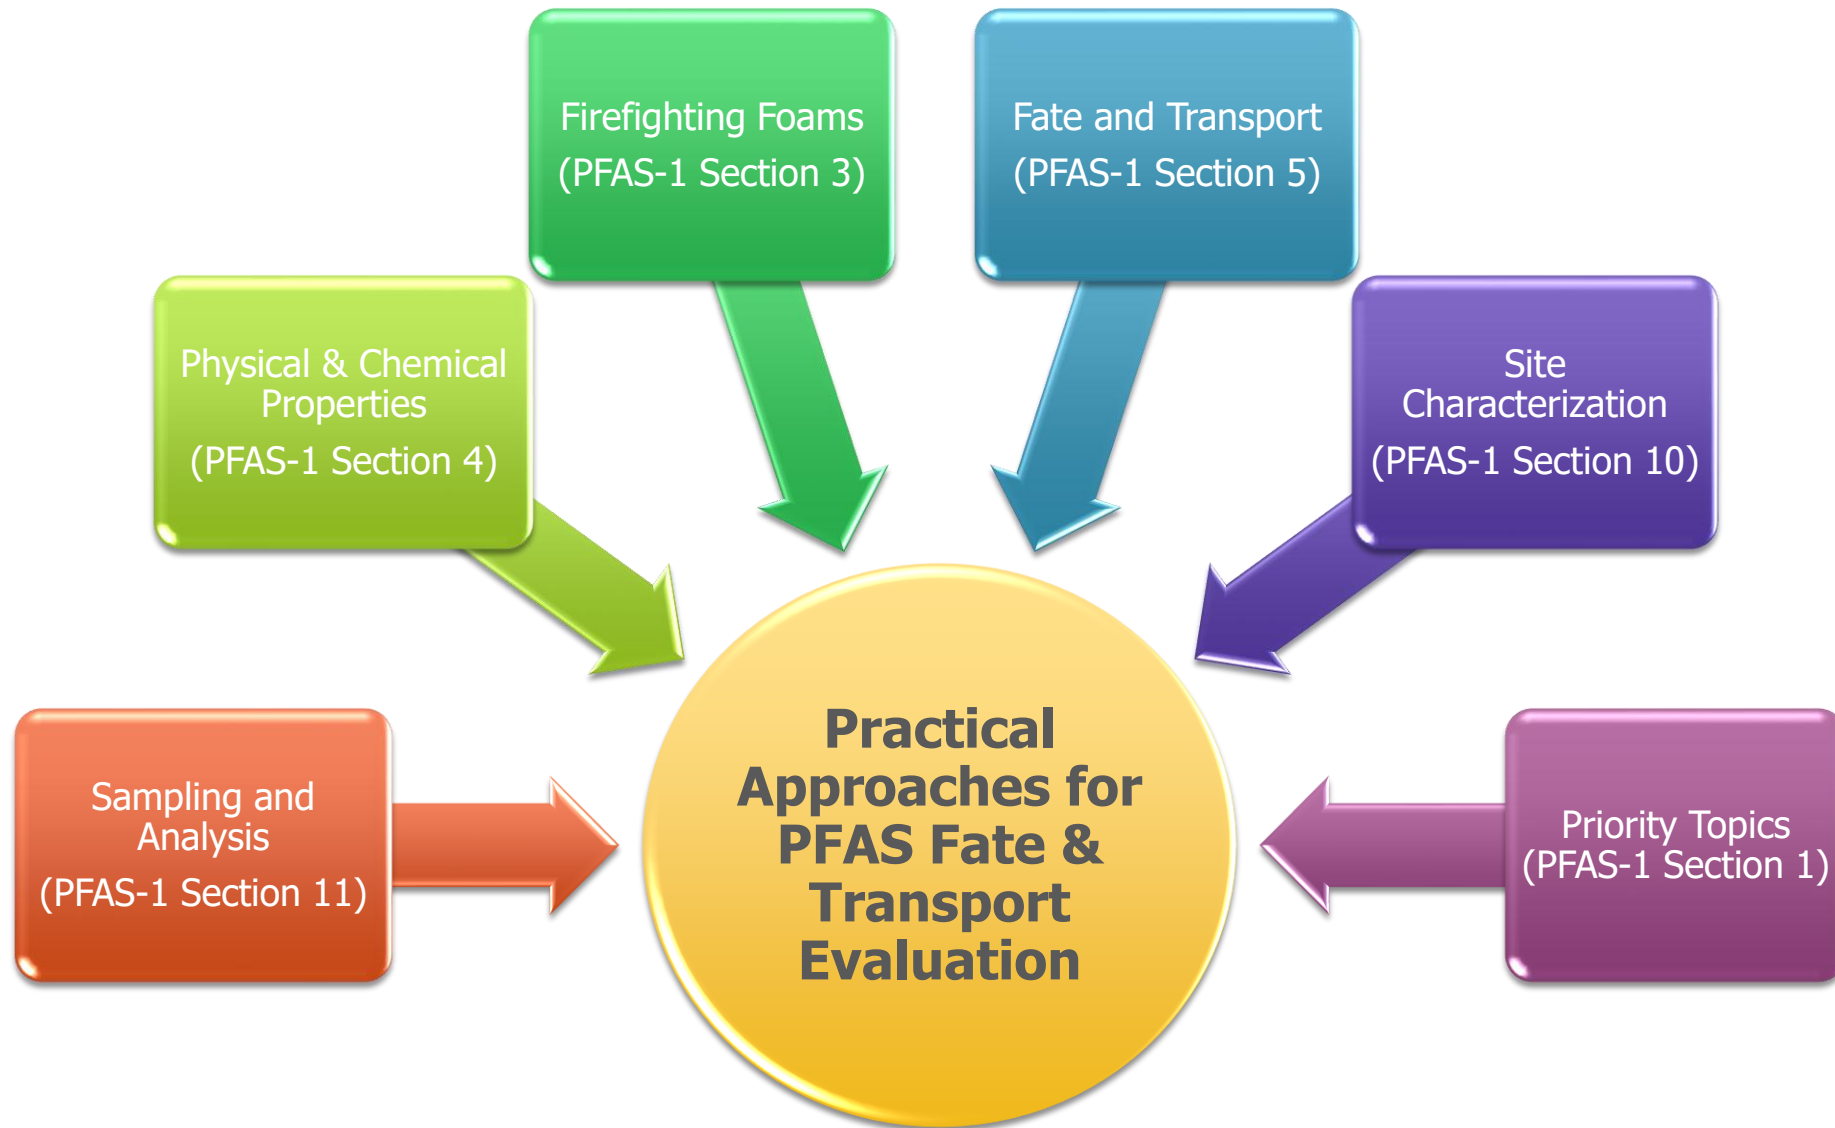 Firefighting Foams
(PFAS-1 Section 3)
Fate and Transport
(PFAS-1 Section 5)
Physical & Chemical
Properties
(PFAS-1 Section 4)
Site
Characterization
(PFAS-1 Section 10)
Sampling and
Analysis
(PFAS-1 Section 11)
Practical
Approaches for
PFAS Fate &
Transport
Evaluation
Priority Topics
(PFAS-1 Section 1)